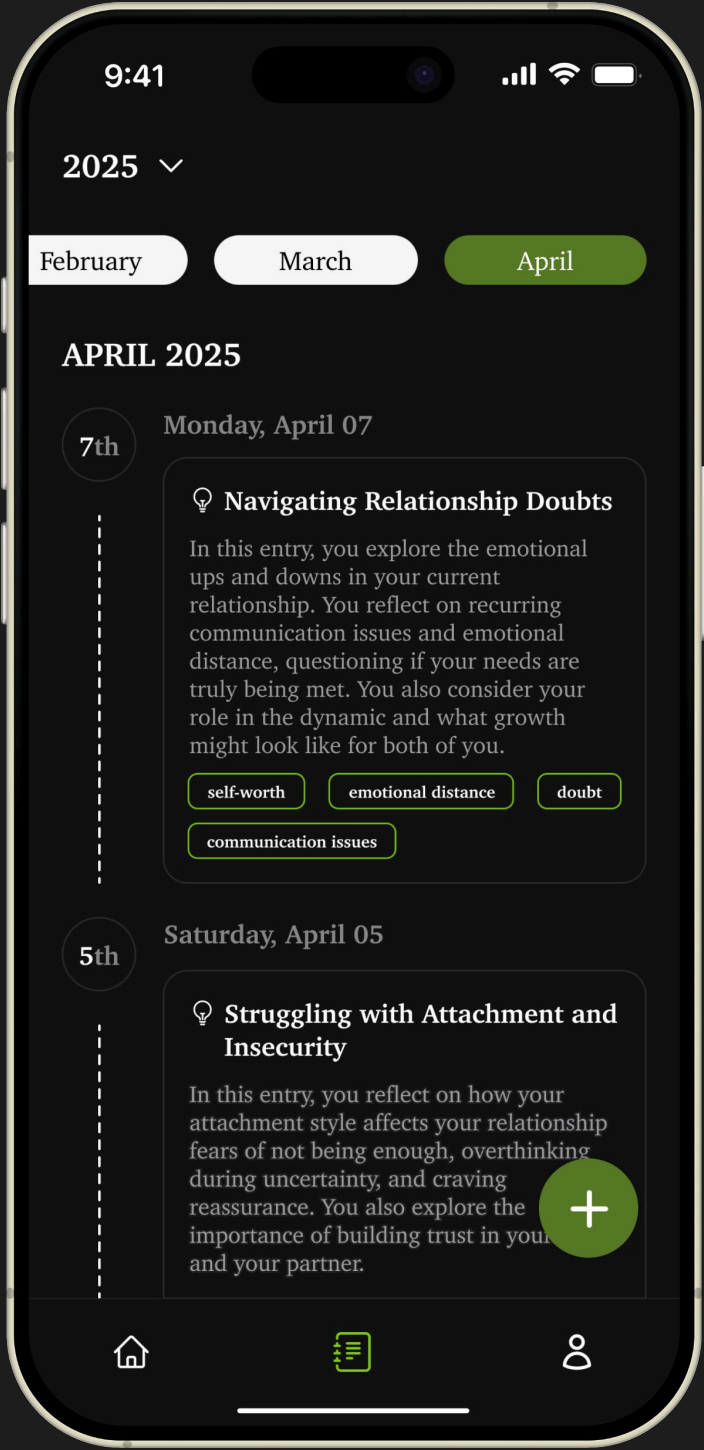 9:41
2025
February
March
April
APRIL 2025
7th
Monday, April 07
Navigating Relationship Doubts
In this entry, you explore the emotional
ups and downs in your current
relationship. You reflect on recurring
communication issues and emotional
distance, questioning if your needs are
truly being met. You also consider your
role in the dynamic and what growth
might look like for both of you.
self-worth
emotional distance
doubt
communication issues
5th
Saturday, April 05
Struggling with Attachment and
Insecurity
In this entry, you reflect on how your
attachment style affects your relationship
fears of not being enough, overthinking
during uncertainty, and craving
reassurance. You also explore the
importance of building trust in your
and your partner.